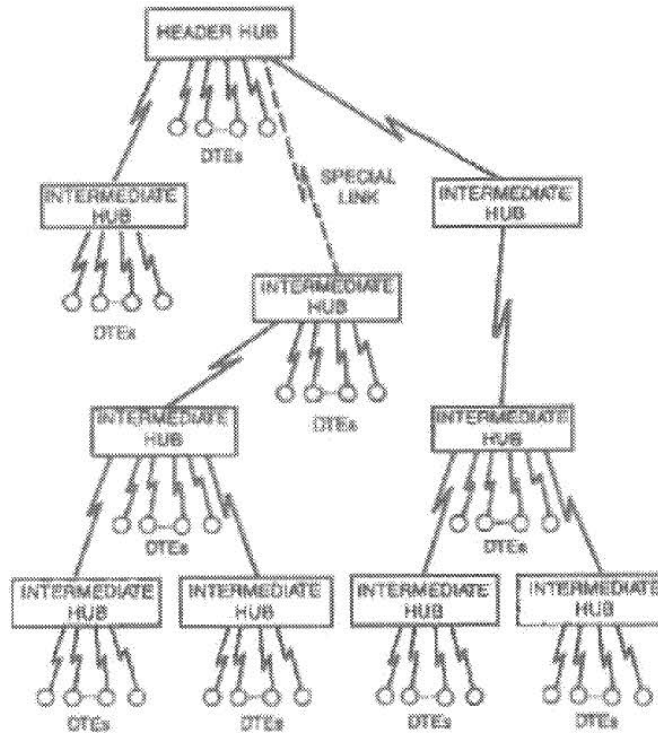 HEADER HUB
DTEs
SPECIAL
LINK
INTERMEDIATE
HUB
INTERMEDIATE
HUB
DTEs
INTERMEDIATE
HUB
DTEs
INTERMEDIATE
HUB
INTERMEDIATE
HUB
DTEs
DTEs
INTERMEDIATE
HUB
INTERMEDIATE
HUB
INTERMEDIATE
HUB
INTERMEDIATE
HUB
DTEs
DTEs
DTEs
DTEs